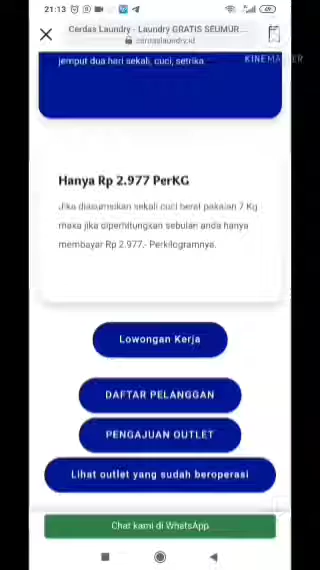 21:13
Cerdas Laundry - Laundry GRATIS SEUMUR...
cerdaslaundry.id
KINEMASTER
jemput dua hari sekali, cuci, setrika
Hanya Rp 2.977 PerKG
Jika diasumsikan sekali cuci berat pakaian 7 Kg
maka jika diperhitungkan sebulan anda hanya
membayar Rp 2.977,- Perkilogramnya.
Lowongan Kerja
DAFTAR PELANGGAN
PENGAJUAN OUTLET
Lihat outlet yang sudah beroperasi
Chat kami di WhatsApp